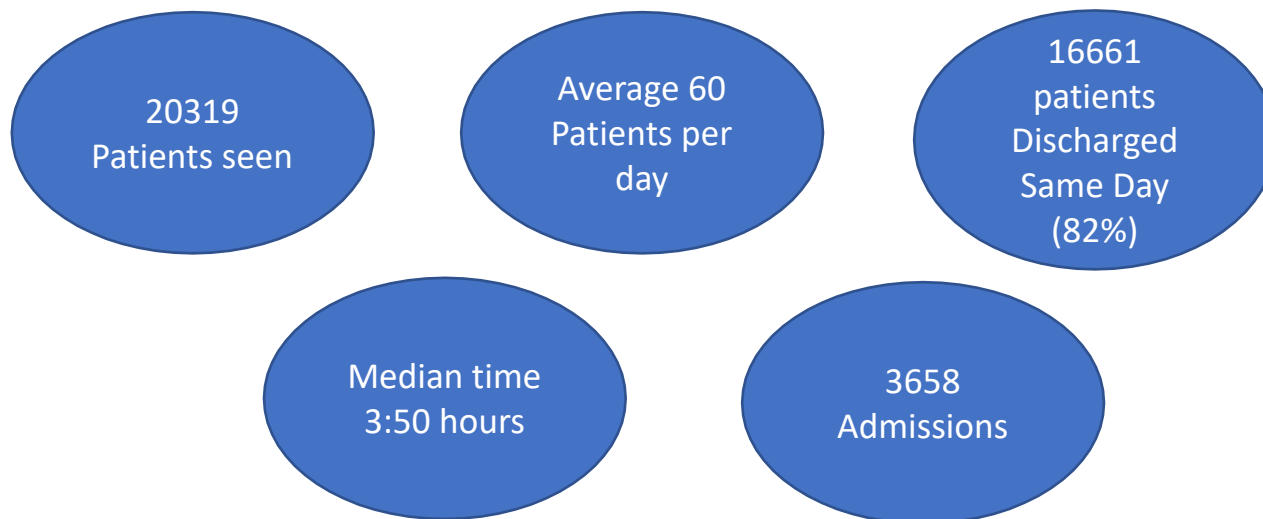 20319
Patients seen
Average 60
Patients per
day
16661
patients
Discharged
Same Day
(82%)
Median time
3:50 hours
3658
Admissions